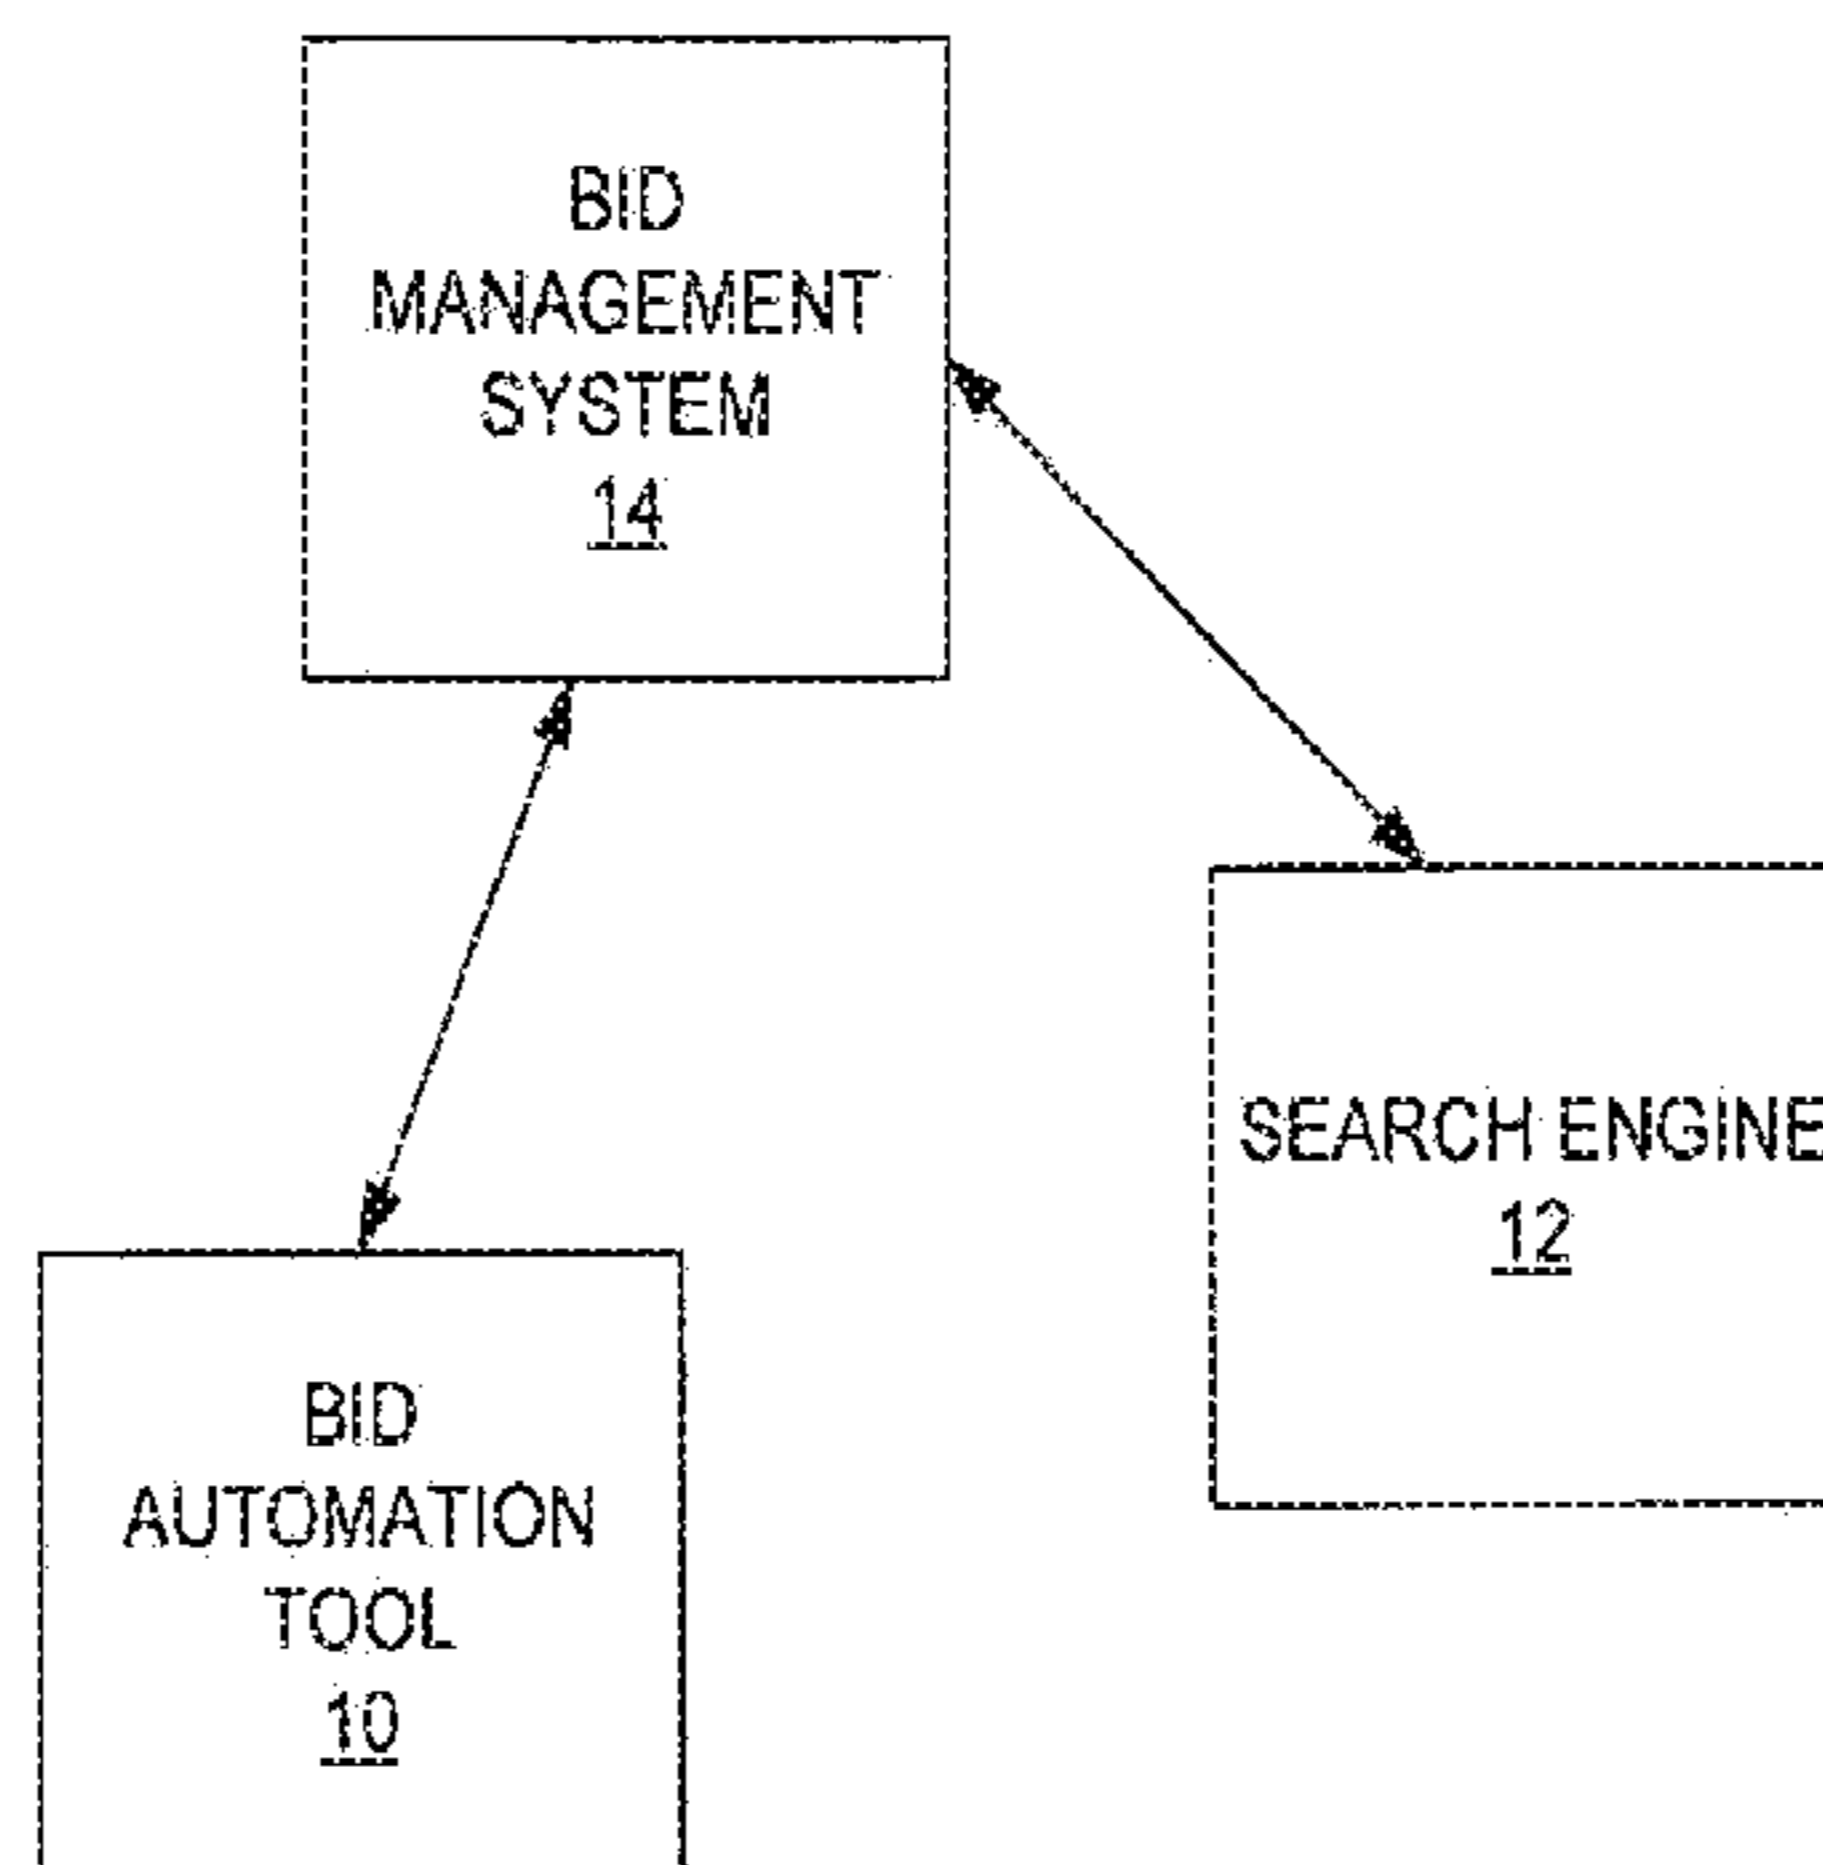 BID
MANAGEMENT
SYSTEM
14
SEARCH ENGINE
12
BID
AUTOMATION
TOOL
10